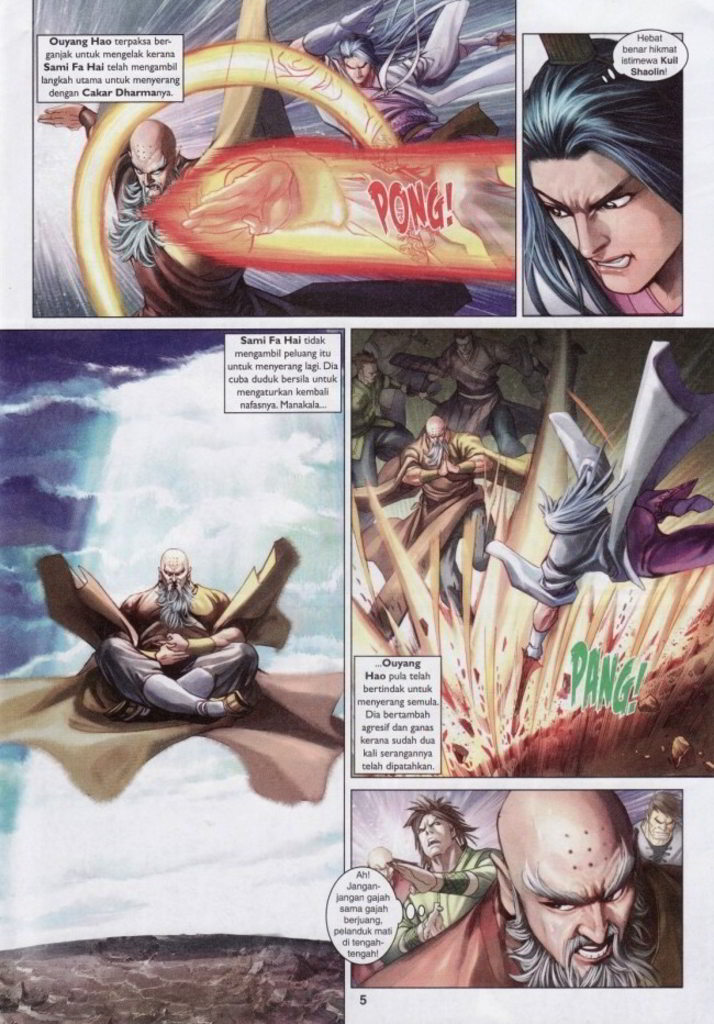 Ouyang Hao terpaksa ber-
ganjak untuk mengelak kerana
Sami Fa Hai telah mengambil
langkah utama untuk menyerang
dengan Cakar Dharmanya.
PONG!
Hebat
benar hikmat
istimewa Kuil
Shaolin!
Sami Fa Hai tidak
mengambil peluang itu
untuk menyerang lagi. Dia
cuba duduk bersila untuk
mengaturkan kembali
nafasnya. Manakala...
...Ouyang
Hao pula telah
bertindak untuk
menyerang semula.
Dia bertambah
agresif dan ganas
kerana sudah dua
kali serangannya
telah dipatahkan.
PANG!
Ah!
Jangan-
jangan gajah
sama gajah
berjuang,
pelanduk mati
di tengah-
tengah!
5